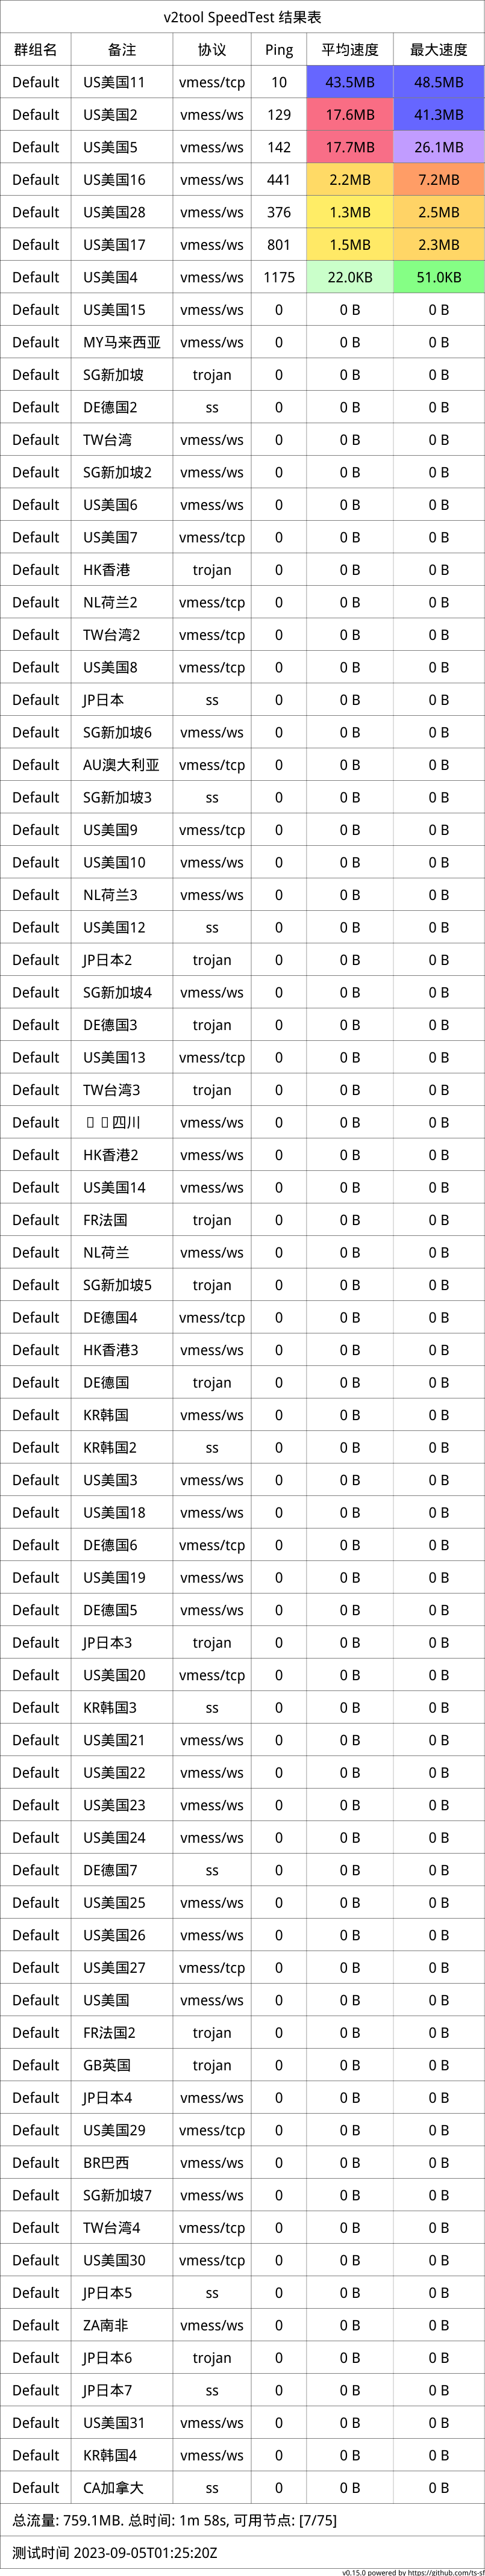 v2tool SpeedTest 结果表
群组名 备注 协议 Ping 平均速度 最大速度
Default US美国11 vmess/tcp 10 43.5MB 48.5MB
Default US美国2 vmess/ws 129 17.6MB 41.3MB
Default US美国5 vmess/ws 142 17.7MB 26.1MB
Default US美国16 vmess/ws 441 2.2MB 7.2MB
Default US美国28 vmess/ws 376 1.3MB 2.5MB
Default US美国17 vmess/ws 801 1.5MB 2.3MB
Default US美国4 vmess/ws 1175 22.0KB 51.0KB
Default US美国15 vmess/ws 0 0 B 0 B
Default MY马来西亚 vmess/ws 0 0 B 0 B
Default SG新加坡 trojan 0 0 B 0 B
Default DE德国2 ss 0 0 B 0 B
Default TW台湾 vmess/ws 0 0 B 0 B
Default SG新加坡2 vmess/ws 0 0 B 0 B
Default US美国6 vmess/ws 0 0 B 0 B
Default US美国7 vmess/tcp 0 0 B 0 B
Default HK香港 trojan 0 0 B 0 B
Default NL荷兰2 vmess/tcp 0 0 B 0 B
Default TW台湾2 vmess/tcp 0 0 B 0 B
Default US美国8 vmess/tcp 0 0 B 0 B
Default JP日本 ss 0 0 B 0 B
Default SG新加坡6 vmess/ws 0 0 B 0 B
Default AU澳大利亚 vmess/tcp 0 0 B 0 B
Default SG新加坡3 ss 0 0 B 0 B
Default US美国9 vmess/tcp 0 0 B 0 B
Default US美国10 vmess/ws 0 0 B 0 B
Default NL荷兰3 vmess/ws 0 0 B 0 B
Default US美国12 ss 0 0 B 0 B
Default JP日本2 trojan 0 0 B 0 B
Default SG新加坡4 vmess/ws 0 0 B 0 B
Default DE德国3 trojan 0 0 B 0 B
Default US美国13 vmess/tcp 0 0 B 0 B
Default TW台湾3 trojan 0 0 B 0 B
Default 四川 vmess/ws 0 0 B 0 B
Default HK香港2 vmess/ws 0 0 B 0 B
Default US美国14 vmess/ws 0 0 B 0 B
Default FR法国 trojan 0 0 B 0 B
Default NL荷兰 vmess/ws 0 0 B 0 B
Default SG新加坡5 trojan 0 0 B 0 B
Default DE德国4 vmess/tcp 0 0 B 0 B
Default HK香港3 vmess/ws 0 0 B 0 B
Default DE德国 trojan 0 0 B 0 B
Default KR韩国 vmess/ws 0 0 B 0 B
Default KR韩国2 ss 0 0 B 0 B
Default US美国3 vmess/ws 0 0 B 0 B
Default US美国18 vmess/ws 0 0 B 0 B
Default DE德国6 vmess/tcp 0 0 B 0 B
Default US美国19 vmess/ws 0 0 B 0 B
Default DE德国5 vmess/ws 0 0 B 0 B
Default JP日本3 trojan 0 0 B 0 B
Default US美国20 vmess/tcp 0 0 B 0 B
Default KR韩国3 ss 0 0 B 0 B
Default US美国21 vmess/ws 0 0 B 0 B
Default US美国22 vmess/ws 0 0 B 0 B
Default US美国23 vmess/ws 0 0 B 0 B
Default US美国24 vmess/ws 0 0 B 0 B
Default DE德国7 ss 0 0 B 0 B
Default US美国25 vmess/ws 0 0 B 0 B
Default US美国26 vmess/ws 0 0 B 0 B
Default US美国27 vmess/tcp 0 0 B 0 B
Default US美国 vmess/ws 0 0 B 0 B
Default FR法国2 trojan 0 0 B 0 B
Default GB英国 trojan 0 0 B 0 B
Default JP日本4 vmess/ws 0 0 B 0 B
Default US美国29 vmess/tcp 0 0 B 0 B
Default BR巴西 vmess/ws 0 0 B 0 B
Default SG新加坡7 vmess/ws 0 0 B 0 B
Default TW台湾4 vmess/tcp 0 0 B 0 B
Default US美国30 vmess/tcp 0 0 B 0 B
Default JP日本5 ss 0 0 B 0 B
Default ZA南非 vmess/ws 0 0 B 0 B
Default JP日本6 trojan 0 0 B 0 B
Default JP日本7 ss 0 0 B 0 B
Default US美国31 vmess/ws 0 0 B 0 B
Default KR韩国4 vmess/ws 0 0 B 0 B
Default CA加拿大 ss 0 0 B 0 B
总流量: 759.1MB. 总时间: 1m 58s, 可用节点: [7/75]
测试时间 2023-09-05T01:25:20Z
v0.15.0 powered by https://github.com/ts-sf